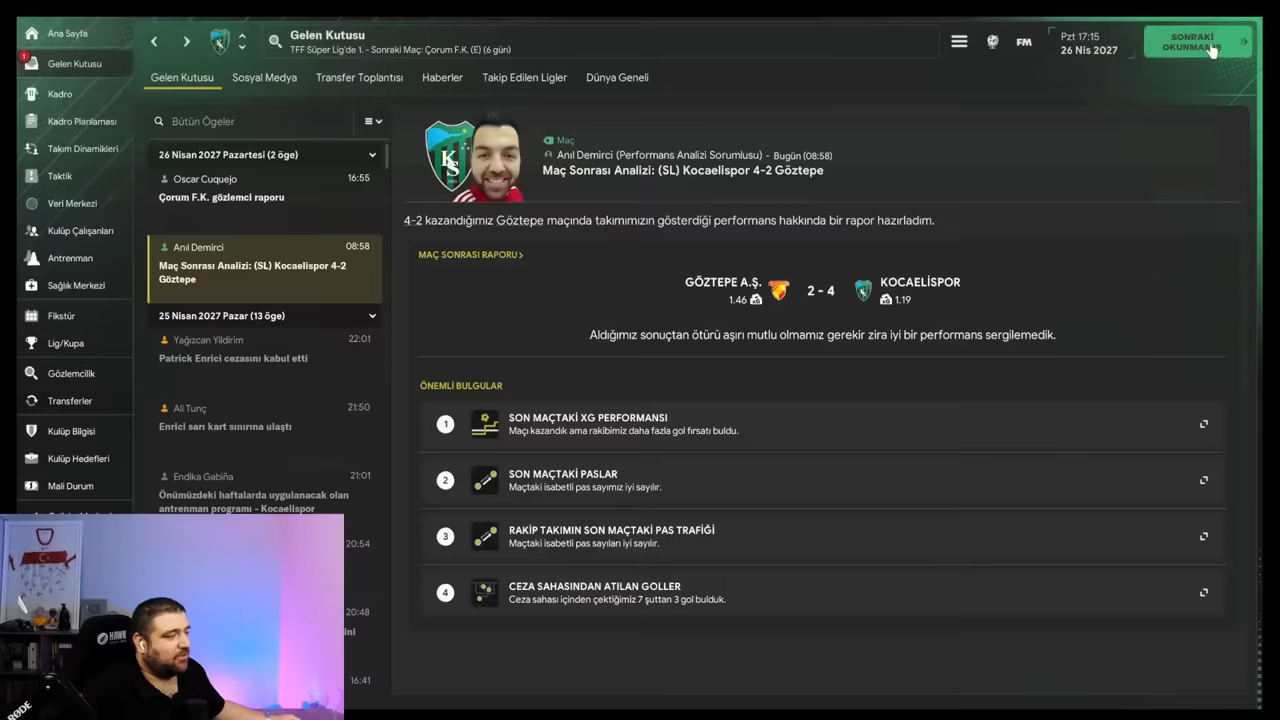 Ana Sayfa
1
Gelen Kutusu
Kadro
Kadro Planlaması
Takım Dinamikleri
Taktik
Veri Merkezi
Kulüp Çalışanları
Antrenman
Sağlık Merkezi
Fikstür
Lig/Kupa
Gözlemcilik
Transferler
Kulüp Bilgisi
Kulüp Hedefleri
Mali Durum
Gelen Kutusu
TFF Süper Lig'de 1. - Sonraki Maç: Çorum F.K. (E) (6 gün)
FM
Pzt 17:15
26 Nis 2027
SONRAKİ
Gelen Kutusu
Sosyal Medya
Transfer Toplantısı
Haberler
Takip Edilen Ligler
Dünya Geneli
Bütün Ögeler
26 Nisan 2027 Pazartesi (2 öge)
Oscar Cuquejo 16:55
Çorum F.K. gözlemci raporu
Anıl Demirci 08:58
Maç Sonrası Analizi: (SL) Kocaelispor 4-2
Göztepe
25 Nisan 2027 Pazar (13 öge)
Yağızcan Yildirim 22:01
Patrick Enrici cezasını kabul etti
Ali Tunç 21:50
Enrici sarı kart sınırına ulaştı
Endika Gabiña 21:01
Önümüzdeki haftalarda uygulanacak olan
antrenman programı - Kocaelispor
20:54
20:48
16:41
KS
Maç
Anıl Demirci (Performans Analizi Sorumlusu) - Bugün (08:58)
Maç Sonrası Analizi: (SL) Kocaelispor 4-2 Göztepe
4-2 kazandığımız Göztepe maçında takımımızın gösterdiği performans hakkında bir rapor hazırladım.
MAÇ SONRASI RAPORU
GÖZTEPE A.Ş. 2 - 4 KOCAELİSPOR
1.46 1.19
Aldığımız sonuçtan ötürü aşırı mutlu olmamız gerekir zira iyi bir performans sergilemedik.
ÖNEMLİ BULGULAR
1
SON MAÇTAKİ XG PERFORMANSI
Maçı kazandık ama rakibimiz daha fazla gol fırsatı buldu.
2
SON MAÇTAKİ PASLAR
Maçtaki isabetli pas sayımız iyi sayılır.
3
RAKİP TAKIMIN SON MAÇTAKİ PAS TRAFİĞİ
Maçtaki isabetli pas sayıları iyi sayılır.
4
CEZA SAHASINDAN ATILAN GOLLER
Ceza sahası içinden çektiğimiz 7 şuttan 3 gol bulduk.
HAWK
RØDE